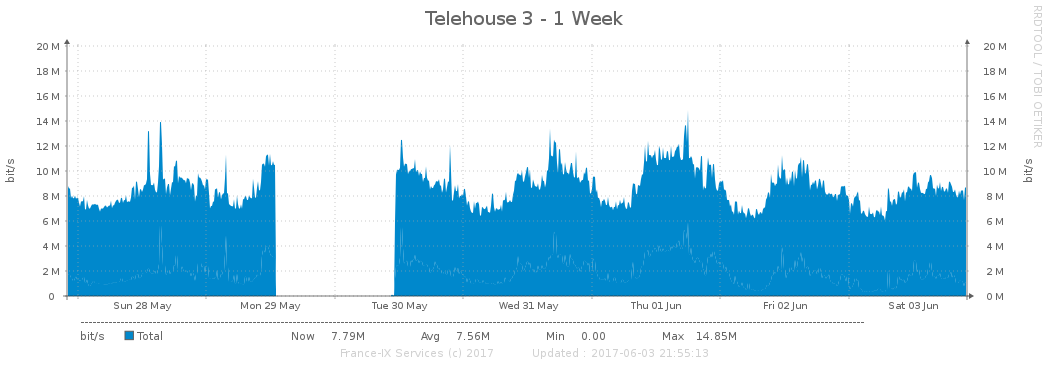 Telehouse 3 - 1 Week
RRDTOOL / TOBI OETIKER
20 M 20 M
18 M 18 M
16 M 16 M
14 M 14 M
12 M 12 M
10 M 10 M
8 M 8 M
6 M 6 M
4 M 4 M
2 M 2 M
0 0 M
bit/s bit/s
Sun 28 May Mon 29 May Tue 30 May Wed 31 May Thu 01 Jun Fri 02 Jun Sat 03 Jun
bit/s Total Now 7.79M Avg 7.56M Min 0.00 Max 14.85M
France-IX Services (c) 2017 Updated : 2017-06-03 21:55:13